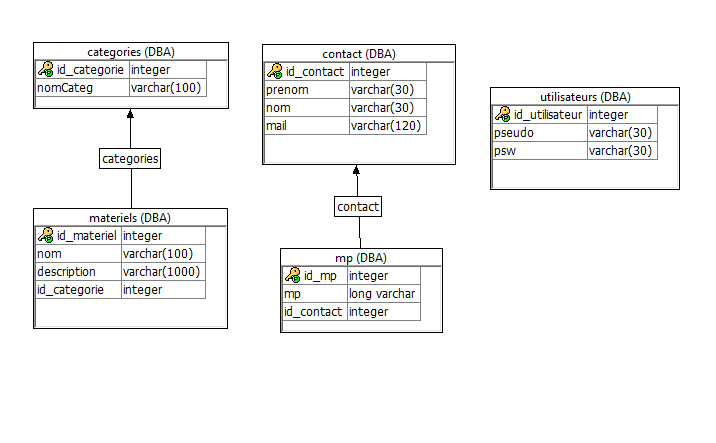 categories (DBA)
id_categorie integer
nomCateg varchar(100)
categories
materiels (DBA)
id_materiel integer
nom varchar(100)
description varchar(1000)
id_categorie integer
contact (DBA)
id_contact integer
prenom varchar(30)
nom varchar(30)
mail varchar(120)
contact
mp (DBA)
id_mp integer
mp long varchar
id_contact integer
utilisateurs (DBA)
id_utilisateur integer
pseudo varchar(30)
psw varchar(30)